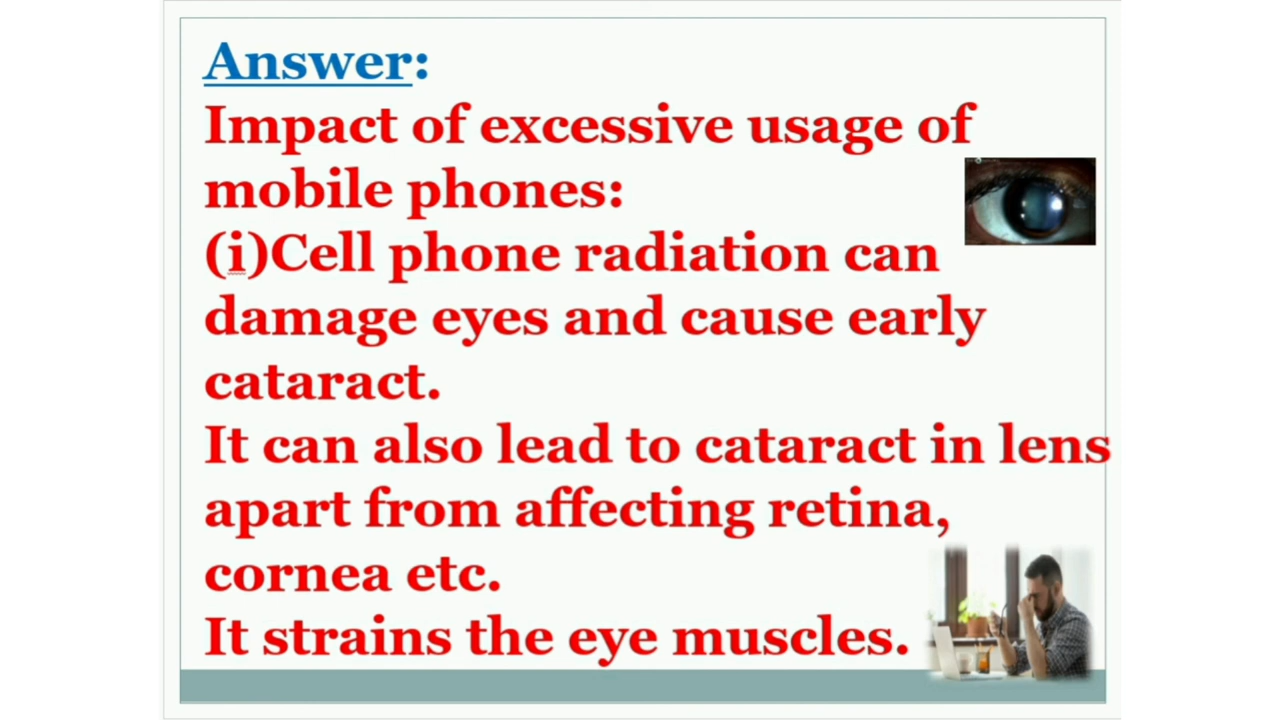 Answer:
Impact of excessive usage of
mobile phones:
(i)Cell phone radiation can
damage eyes and cause early
cataract.
It can also lead to cataract in lens
apart from affecting retina,
cornea etc.
It strains the eye muscles.